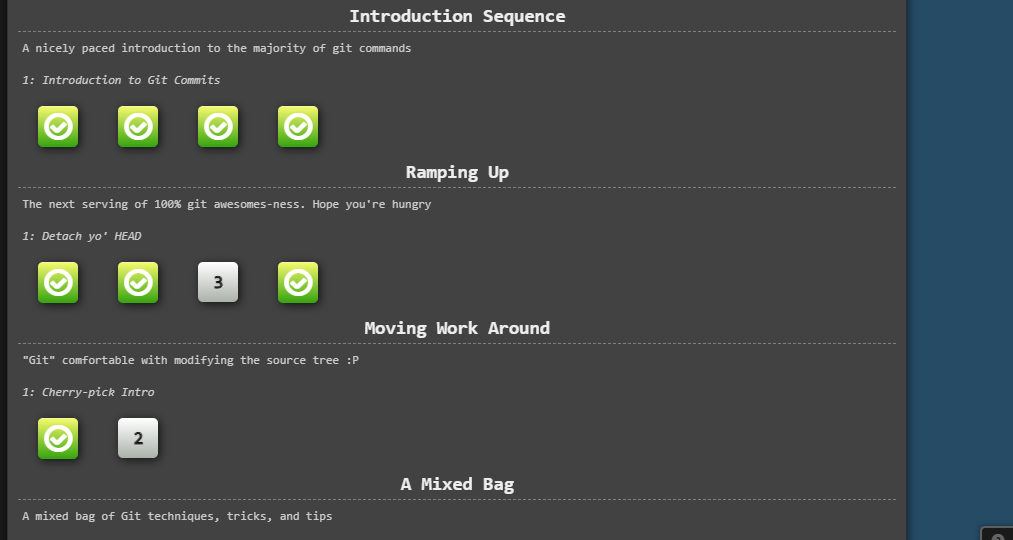 Introduction Sequence
A nicely paced introduction to the majority of git commands
1: Introduction to Git Commits
Ramping Up
The next serving of 100% git awesomes-ness. Hope you're hungry
1: Detach yo' HEAD
3
Moving Work Around
"Git" comfortable with modifying the source tree :P
1: Cherry-pick Intro
2
A Mixed Bag
A mixed bag of Git techniques, tricks, and tips